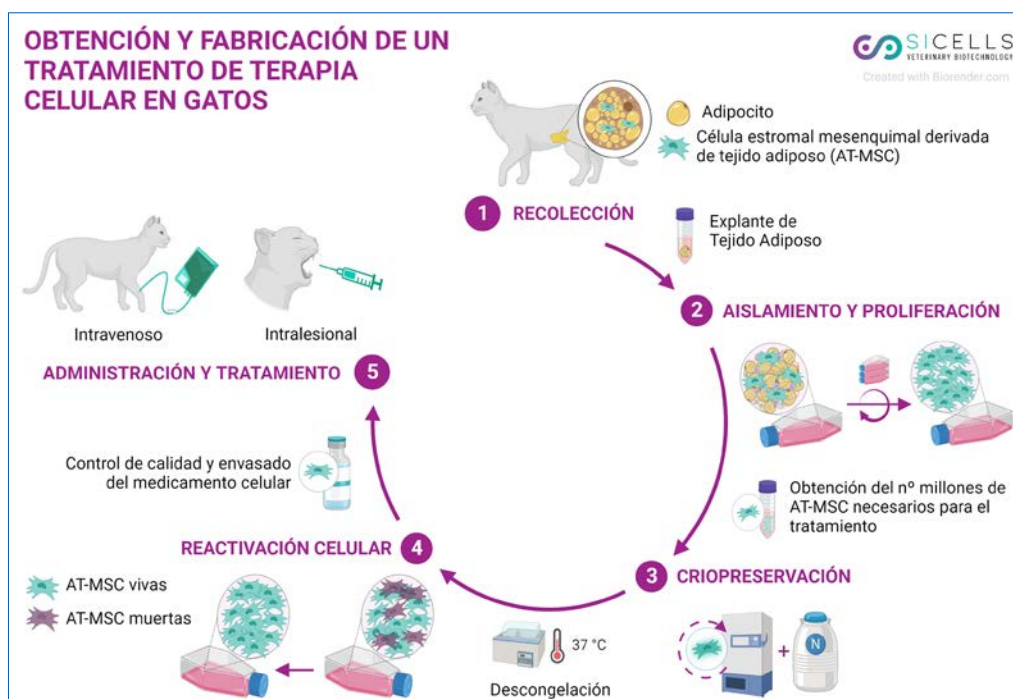 OBTENCIÓN Y FABRICACIÓN DE UN
TRATAMIENTO DE TERAPIA
CELULAR EN GATOS
SICELLS
VETERINARY BIOTECHNOLOGY
Created with Biorender.com
Adipocito
Célula estromal mesenquimal derivada
de tejido adiposo (AT-MSC)
1 RECOLECCIÓN
Explante de
Tejido Adiposo
2 AISLAMIENTO Y PROLIFERACIÓN
Obtención del nº millones de
AT-MSC necesarios para el
tratamiento
3 CRIOPRESERVACIÓN
N
37 °C
Descongelación
REACTIVACIÓN CELULAR 4
AT-MSC vivas
AT-MSC muertas
Control de calidad y envasado
del medicamento celular
ADMINISTRACIÓN Y TRATAMIENTO 5
Intravenoso
Intralesional